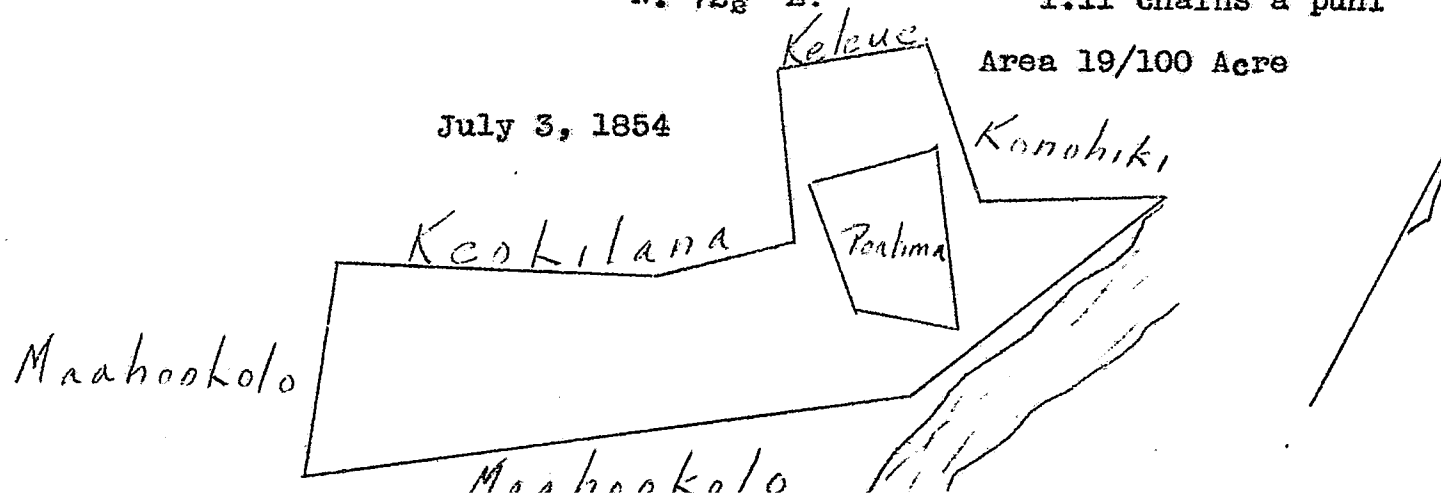 1.11 chains a puni
Keleue.
Area 19/100 Acre
July 3, 1854
Konohiki
Keokilana
Poalima
Maahookolo
Maahookolo